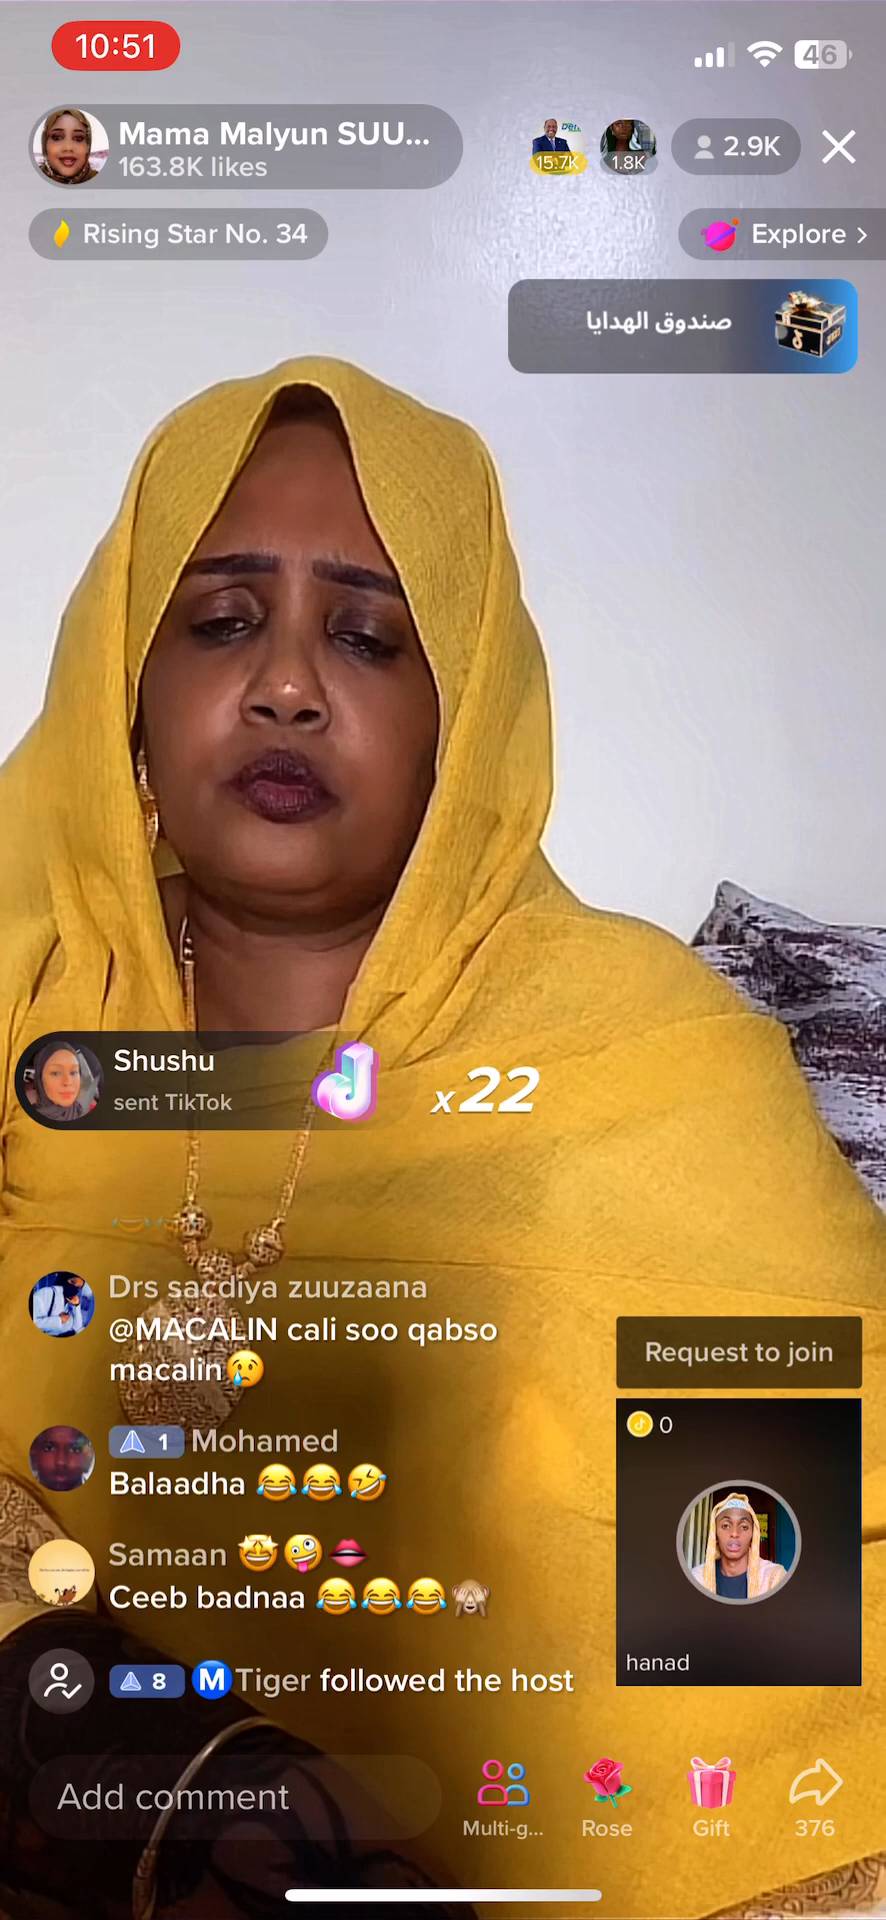 10:51
46
Mama Malyun SUU...
163.8K likes
15.7K
1.8K
2.9K
Rising Star No. 34
Explore >
صندوق الهدايا
Shushu
sent TikTok
x22
Drs sacdiya zuuzaana
@MACALIN cali soo qabso
macalin😢
1 Mohamed
Balaadha 😂😂🤣
Samaan 🤩🤪👄
Ceeb badnaa 😂😂😂🙈
8 Ⓜ️Tiger followed the host
Request to join
0
hanad
Add comment
Multi-g...
Rose
Gift
376